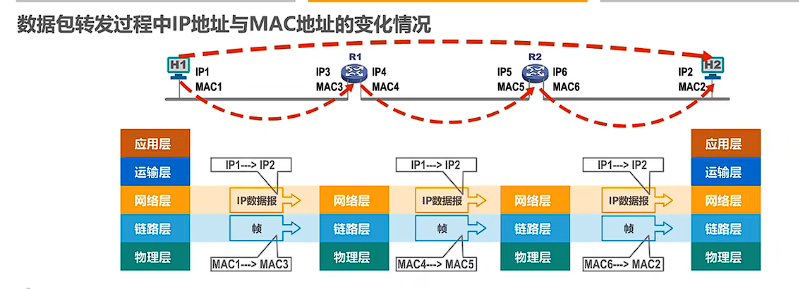 数据包转发过程中IP地址与MAC地址的变化情况
H1 IP1 IP3 R1 IP4 IP5 R2 IP6 IP2 H2
MAC1 MAC3 MAC4 MAC5 MAC6 MAC2
应用层 应用层
运输层 IP1---> IP2 IP1---> IP2 IP1---> IP2 运输层
网络层 IP数据报 网络层 IP数据报 网络层 IP数据报 网络层
链路层 帧 链路层 帧 链路层 帧 链路层
物理层 MAC1---> MAC3 物理层 MAC4---> MAC5 物理层 MAC6---> MAC2 物理层